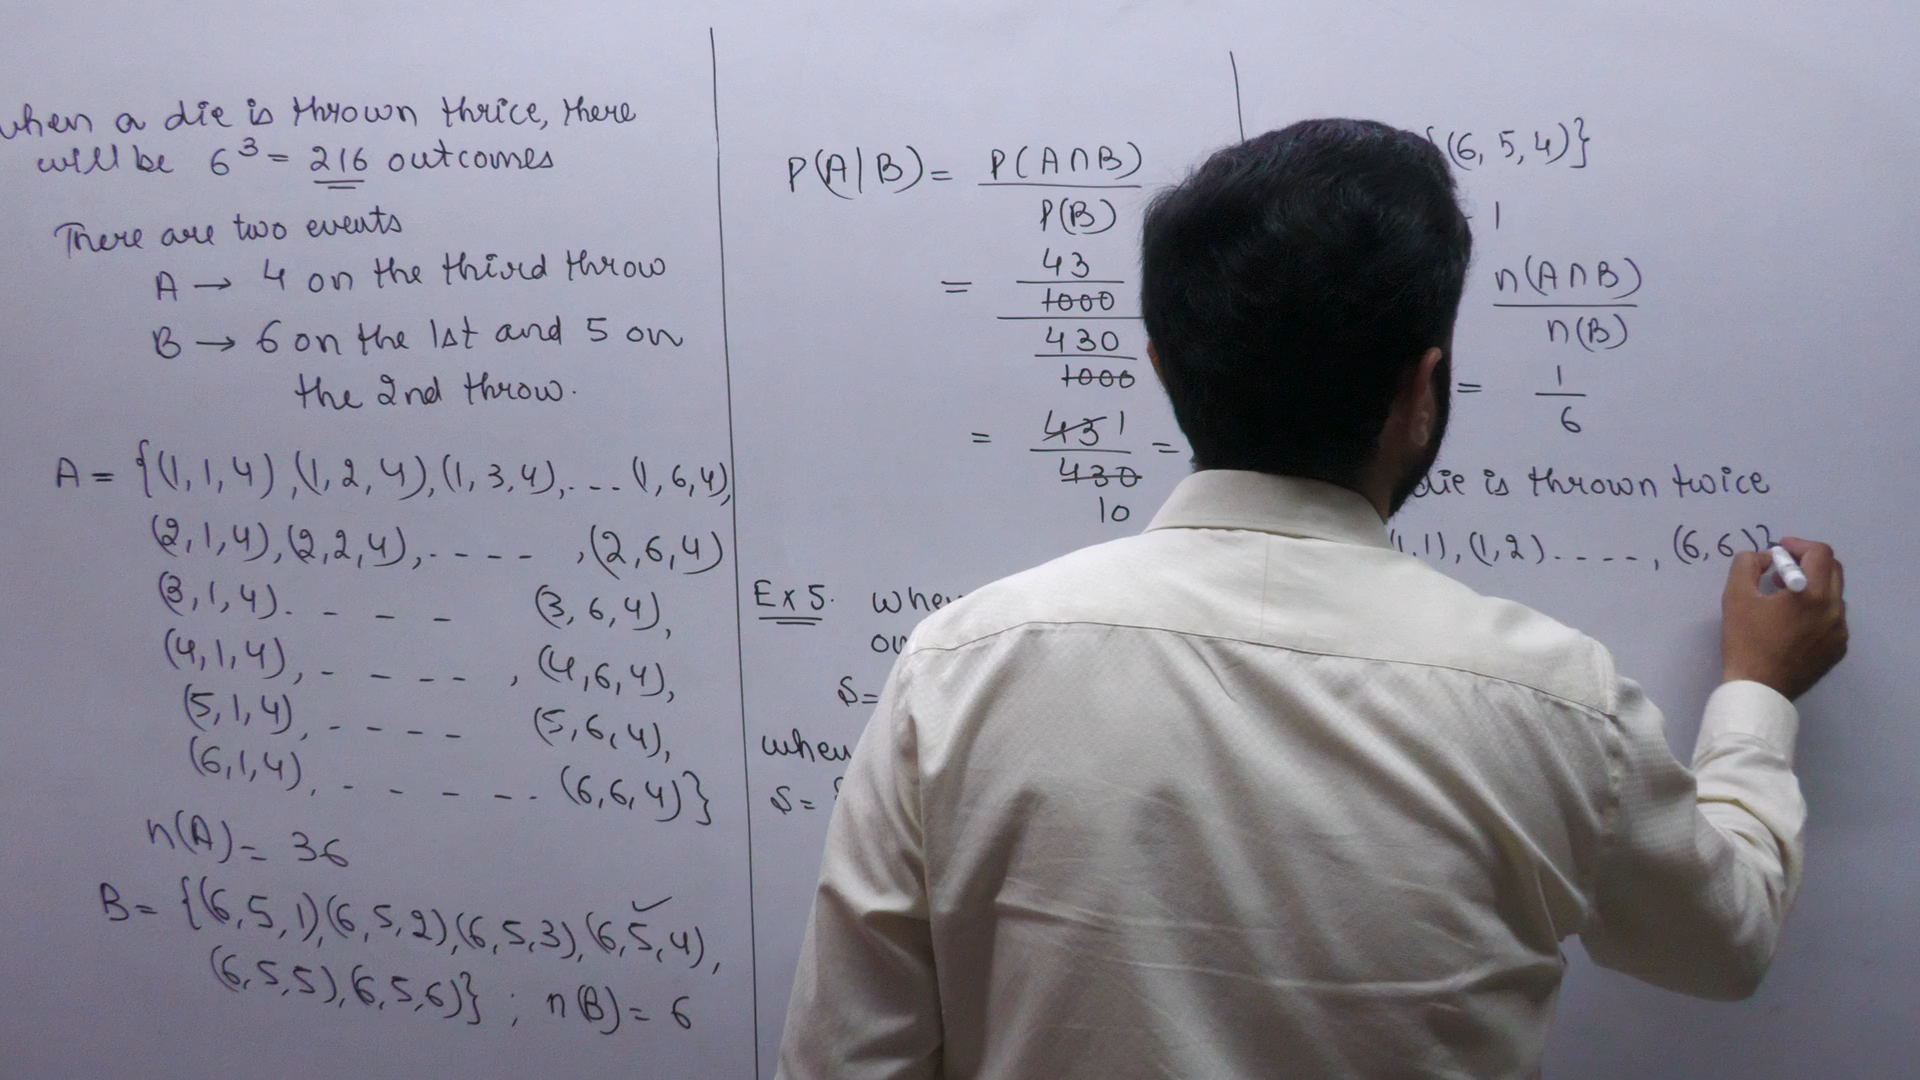 when a die is thrown thrice, there
will be 6³ = 216 outcomes
There are two events
A → 4 on the third throw
B → 6 on the 1st and 5 on
the 2nd throw.
A = {(1,1,4),(1,2,4),(1,3,4),...(1,6,4),
(2,1,4),(2,2,4),.----,(2,6,4)
(3,1,4).---(3,6,4),
(4,1,4),----,(4,6,4),
(5,1,4),----(5,6,4),
(6,1,4),.-----.(6,6,4)}
n(A) = 36
B = {(6,5,1),(6,5,2),(6,5,3),(6,5,4),
(6,5,5),(6,5,6)} ; n(B) = 6
P(A|B) = P(A∩B)
P(B)
= 43
1000
430
1000
= 43 1 =
430
10
Ex 5. when
S=
when
S=
{(6,5,4)}
1
n(A∩B)
n(B)
= 1
6
die is thrown twice
(1,1),(1,2).----,(6,6)}